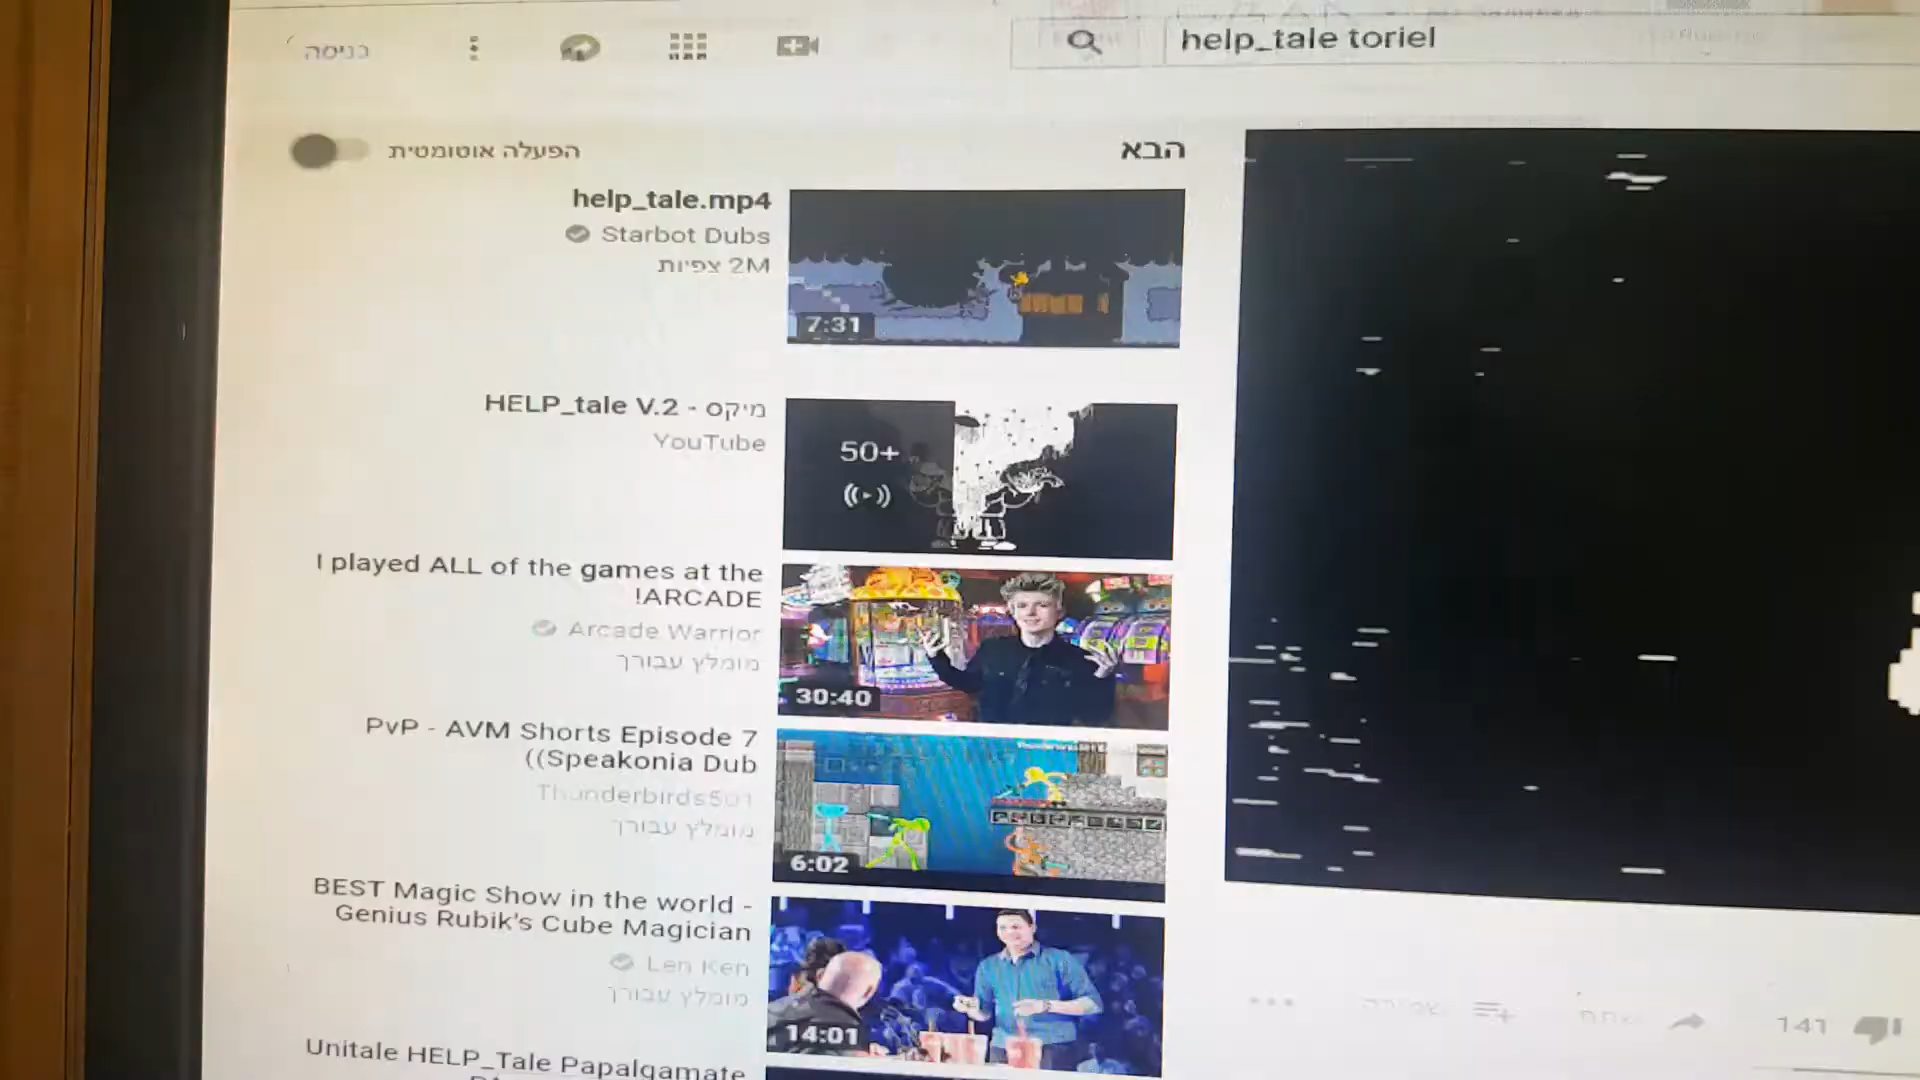 כניסה
help_tale toriel
הפעלה אוטומטית
הבא
help_tale.mp4
Starbot Dubs
2M צפיות
7:31
HELP_tale V.2 - מיקס
YouTube
50+
I played ALL of the games at the
!ARCADE
Arcade Warrior
מומלץ עבורך
30:40
PvP - AVM Shorts Episode 7
((Speakonia Dub
Thunderbirds501
מומלץ עבורך
6:02
BEST Magic Show in the world -
Genius Rubik's Cube Magician
Len Ken
מומלץ עבורך
14:01
Unitale HELP_Tale Papalgamate
שמירה
141